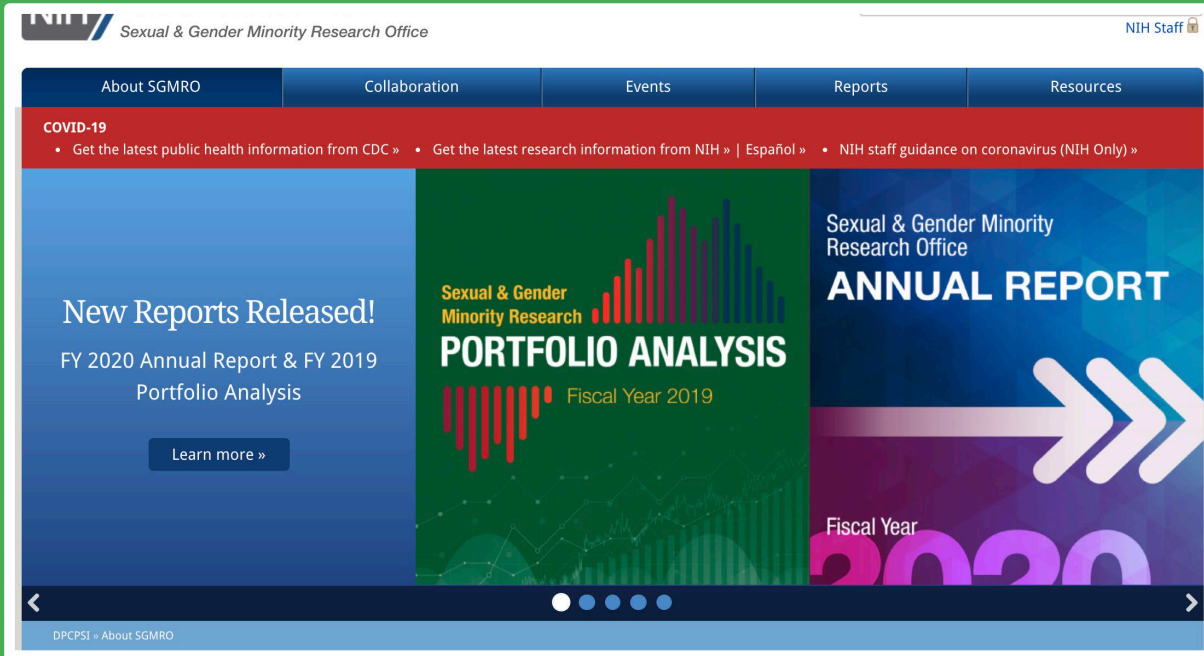 NIH
Sexual & Gender Minority Research Office
NIH Staff
About SGMRO
Collaboration
Events
Reports
Resources
COVID-19
• Get the latest public health information from CDC » • Get the latest research information from NIH » | Español » • NIH staff guidance on coronavirus (NIH Only) »
New Reports Released!
FY 2020 Annual Report & FY 2019
Portfolio Analysis
Learn more »
Sexual & Gender
Minority Research
PORTFOLIO ANALYSIS
Fiscal Year 2019
Sexual & Gender Minority
Research Office
ANNUAL REPORT
Fiscal Year
2020
DPCPSI » About SGMRO